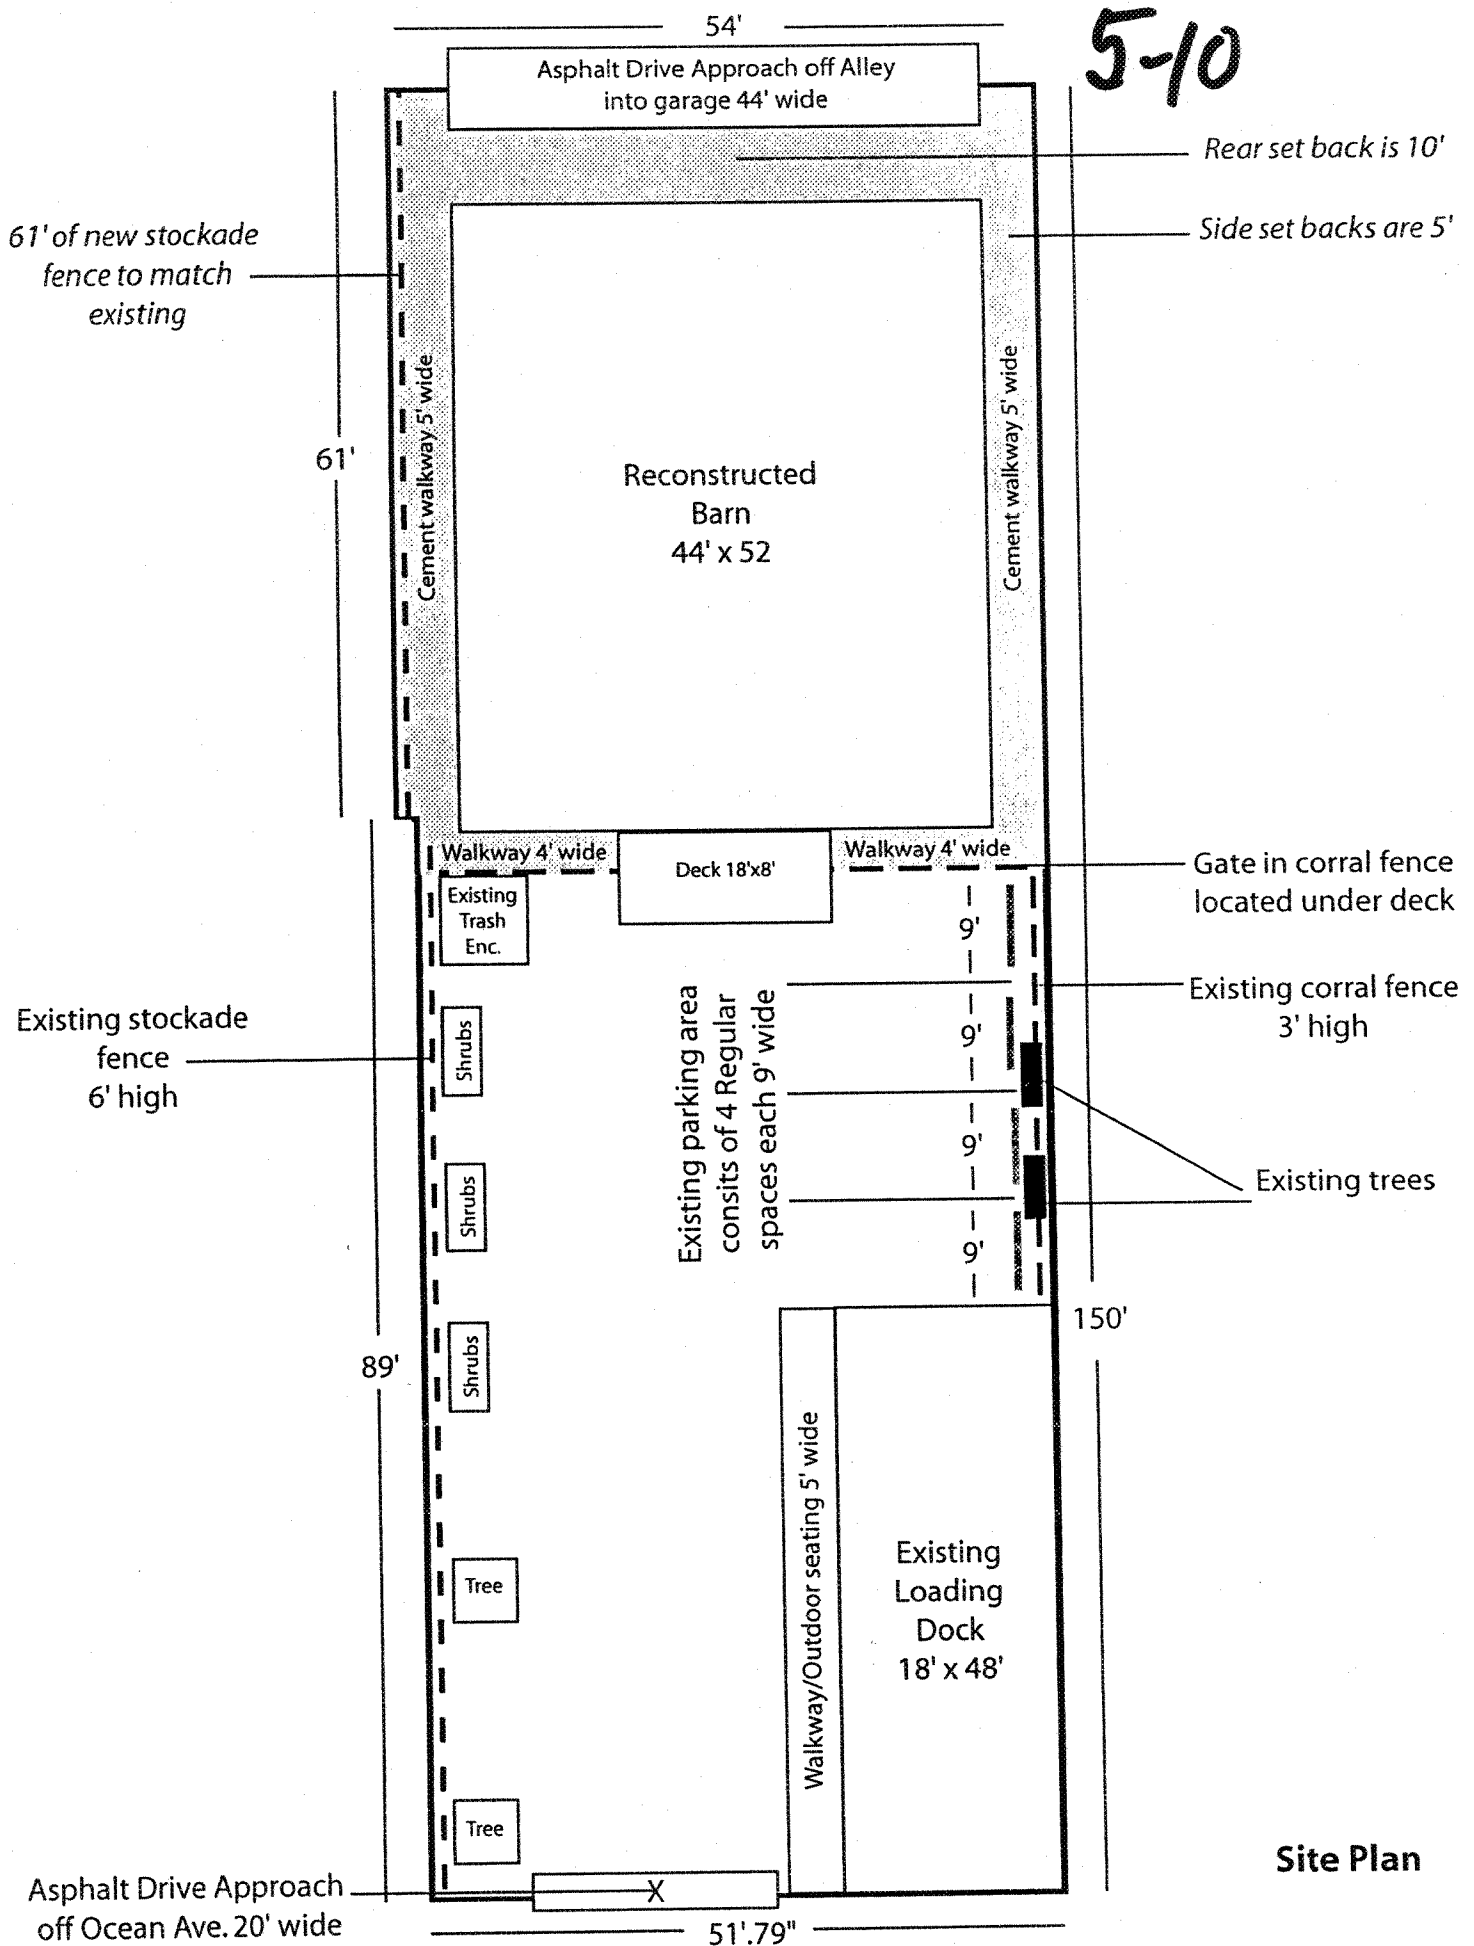 54'
5-10
Asphalt Drive Approach off Alley
into garage 44' wide
Rear set back is 10'
Side set backs are 5'
61' of new stockade
fence to match
existing
61'
Cement walkway 5' wide
Cement walkway 5' wide
Reconstructed
Barn
44' x 52
Walkway 4' wide
Deck 18'x8'
Walkway 4' wide
Gate in corral fence
located under deck
Existing
Trash
Enc.
9'
Existing corral fence
3' high
Existing stockade
fence
6' high
Shrubs
Existing parking area
consits of 4 Regular
spaces each 9' wide
9'
9'
Existing trees
Shrubs
9'
150'
89'
Shrubs
Walkway/Outdoor seating 5' wide
Existing
Loading
Dock
18' x 48'
Tree
Tree
Site Plan
Asphalt Drive Approach
off Ocean Ave. 20' wide
X
51'.79"